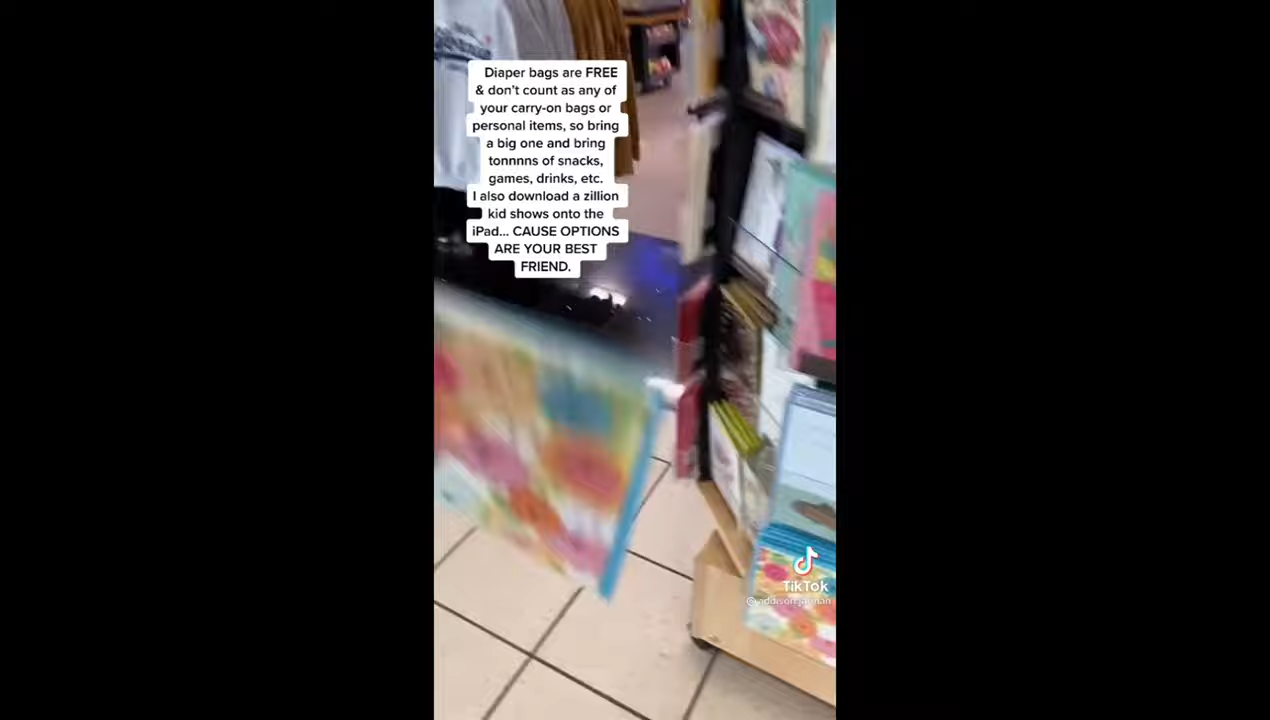 Diaper bags are FREE
& don't count as any of
your carry-on bags or
personal items, so bring
a big one and bring
tonnnns of snacks,
games, drinks, etc.
I also download a zillion
kid shows onto the
iPad... CAUSE OPTIONS
ARE YOUR BEST
FRIEND.
TikTok